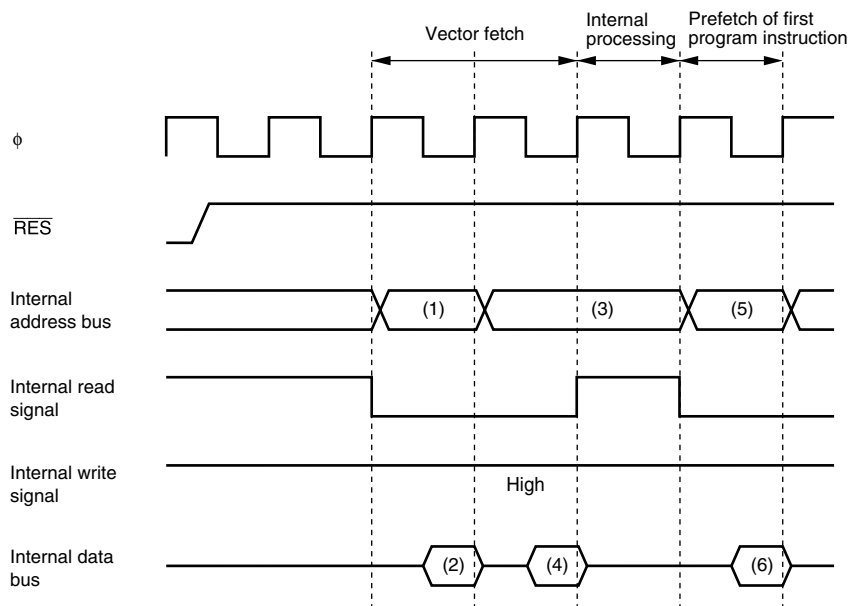 Vector fetch
Internal
processing
Prefetch of first
program instruction
ϕ
RES
Internal
address bus
(1)
(3)
(5)
Internal read
signal
Internal write
signal
High
Internal data
bus
(2)
(4)
(6)